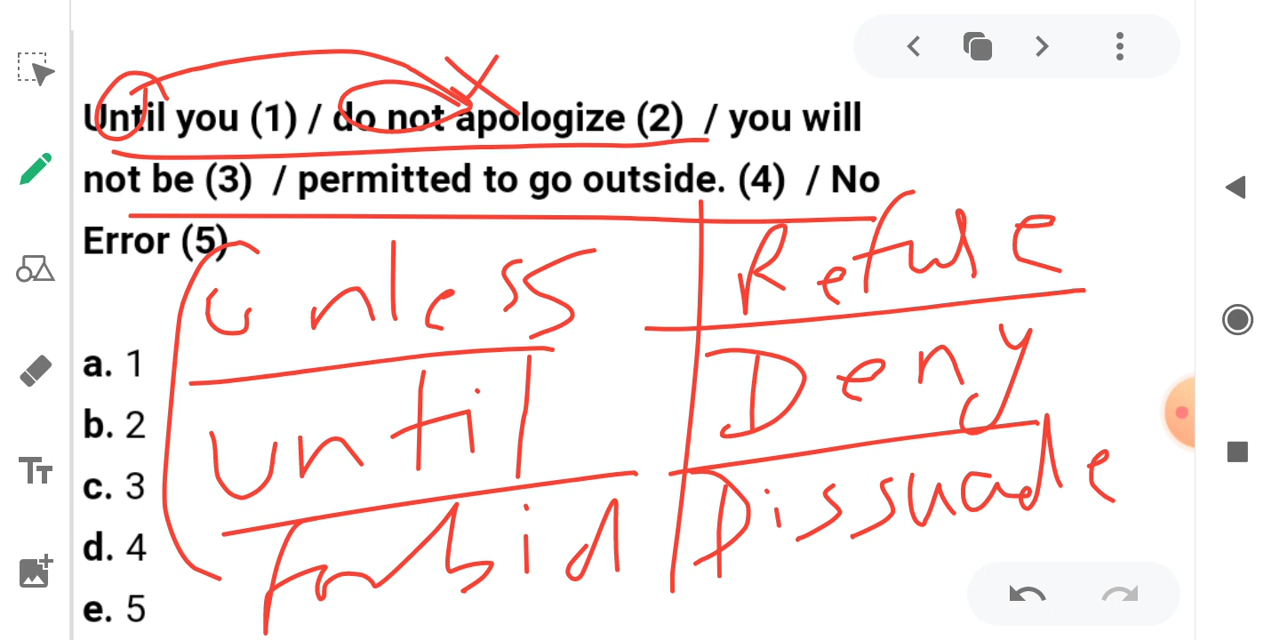 Until you (1) / do not apologize (2) / you will
not be (3) / permitted to go outside. (4) / No
Error (5)
unless
Refuse
a. 1
Deny
b. 2
until
c. 3
Dissuade
d. 4
forbid
e. 5
TT